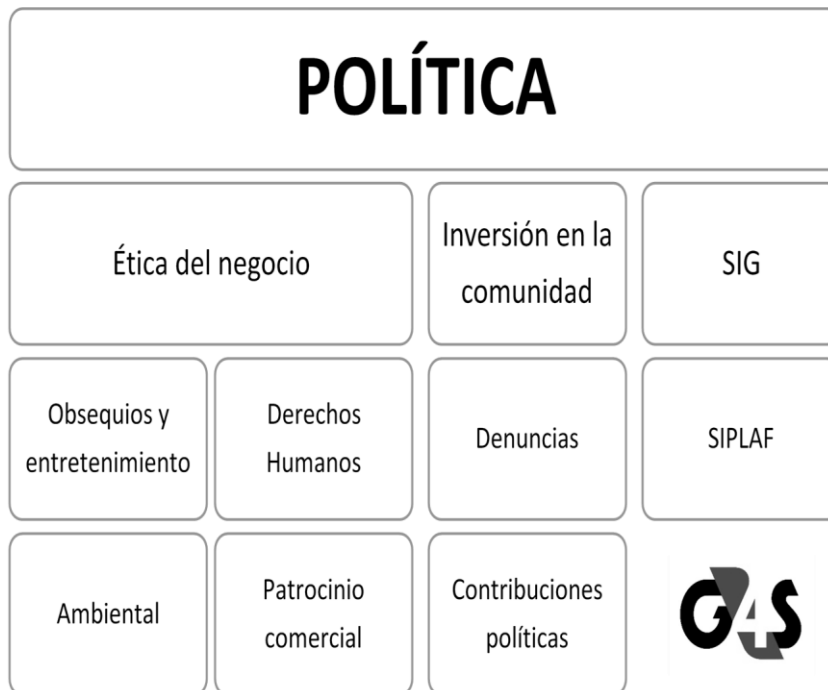 POLÍTICA
Ética del negocio
Inversión en la
comunidad
SIG
Obsequios y
entretenimiento
Derechos
Humanos
Denuncias
SIPLAF
Ambiental
Patrocinio
comercial
Contribuciones
políticas
G4S